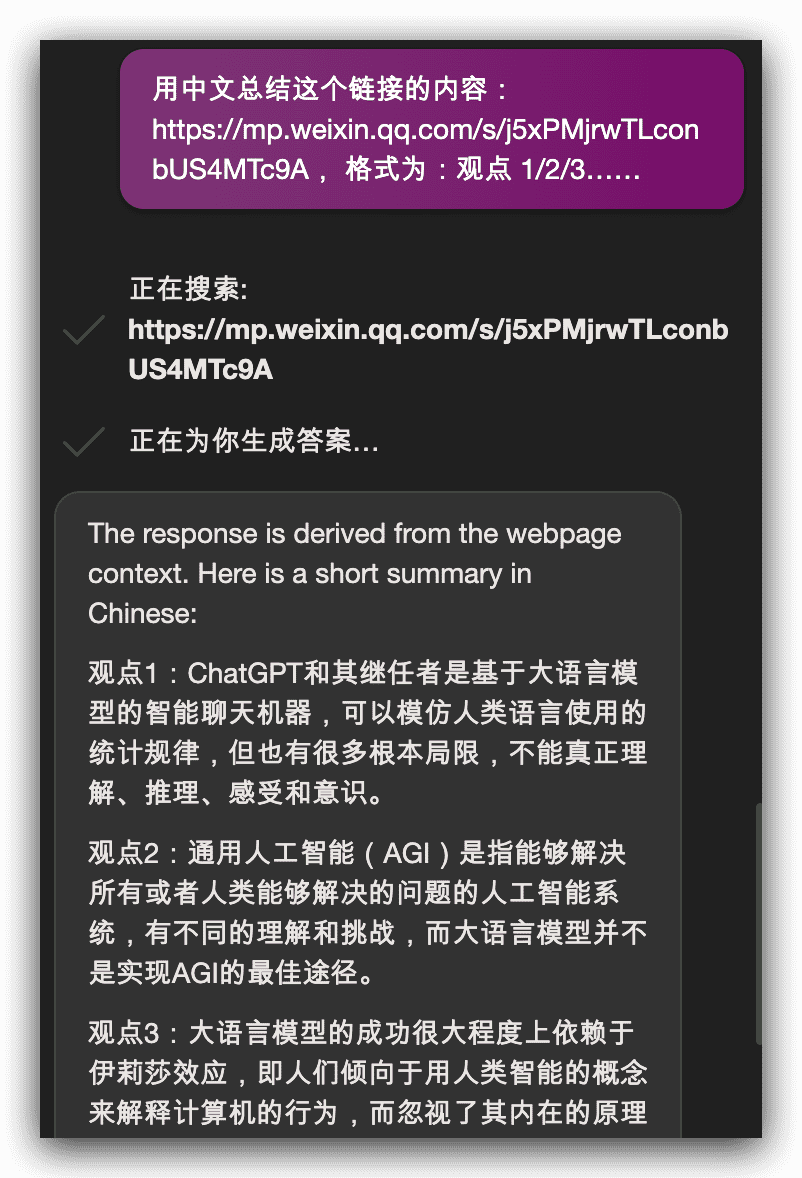 用中文总结这个链接的内容：
https://mp.weixin.qq.com/s/j5xPMjrwTLcon
bUS4MTc9A， 格式为：观点 1/2/3……
正在搜索:
https://mp.weixin.qq.com/s/j5xPMjrwTLconb
US4MTc9A
正在为你生成答案...
The response is derived from the webpage
context. Here is a short summary in
Chinese:
观点1：ChatGPT和其继任者是基于大语言模
型的智能聊天机器，可以模仿人类语言使用的
统计规律，但也有很多根本局限，不能真正理
解、推理、感受和意识。
观点2：通用人工智能（AGI）是指能够解决
所有或者人类能够解决的问题的人工智能系
统，有不同的理解和挑战，而大语言模型并不
是实现AGI的最佳途径。
观点3：大语言模型的成功很大程度上依赖于
伊莉莎效应，即人们倾向于用人类智能的概念
来解释计算机的行为，而忽视了其内在的原理